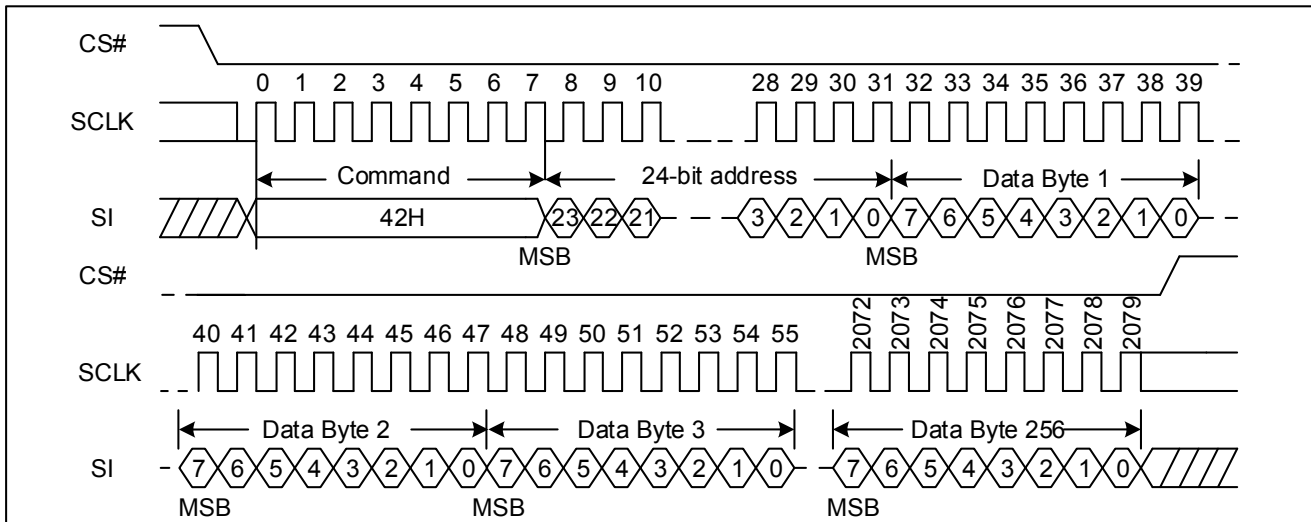 CS#
0 1 2 3 4 5 6 7 8 9 10 28 29 30 31 32 33 34 35 36 37 38 39
SCLK
Command 24-bit address Data Byte 1
SI 42H 23 22 21 3 2 1 0 7 6 5 4 3 2 1 0
MSB MSB
CS#
40 41 42 43 44 45 46 47 48 49 50 51 52 53 54 55 2072 2073 2074 2075 2076 2077 2078 2079
SCLK
Data Byte 2 Data Byte 3 Data Byte 256
SI 7 6 5 4 3 2 1 0 7 6 5 4 3 2 1 0 7 6 5 4 3 2 1 0
MSB MSB MSB